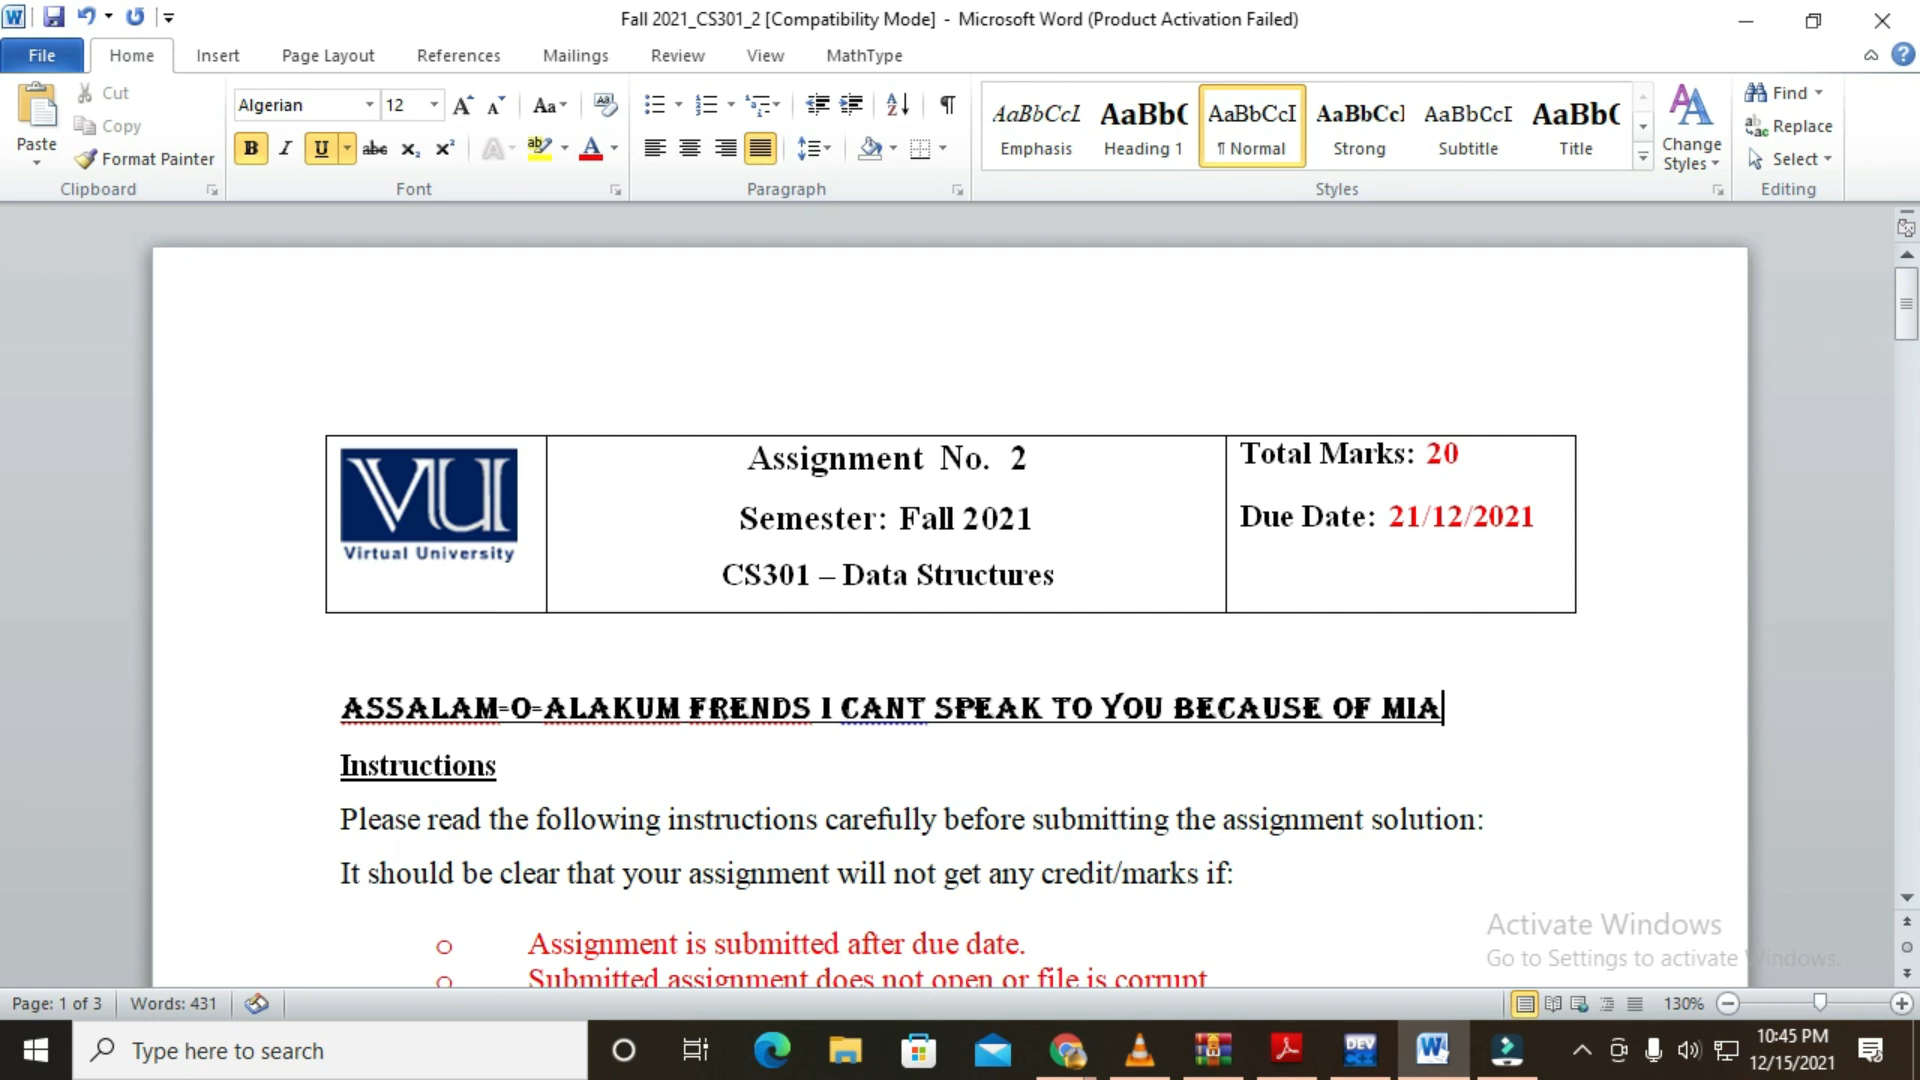 Fall 2021_CS301_2 [Compatibility Mode] - Microsoft Word (Product Activation Failed)
File Home Insert Page Layout References Mailings Review View MathType
Paste Cut Copy Format Painter
Clipboard
Algerian 12
Font
Paragraph
AaBbCcI AaBbC AaBbCcI AaBbCcI AaBbCcI AaBbC
Emphasis Heading 1 ¶ Normal Strong Subtitle Title
Change Styles
Styles
Find
Replace
Select
Editing
VU
Virtual University
Assignment No. 2
Semester: Fall 2021
CS301 – Data Structures
Total Marks: 20
Due Date: 21/12/2021
ASSALAM-O-ALAKUM FRENDS I CANT SPEAK TO YOU BECAUSE OF MIA
Instructions
Please read the following instructions carefully before submitting the assignment solution:
It should be clear that your assignment will not get any credit/marks if:
o Assignment is submitted after due date.
o Submitted assignment does not open or file is corrupt
Activate Windows
Go to Settings to activate Windows.
Page: 1 of 3 Words: 431 130%
Type here to search
DEV
10:45 PM
12/15/2021